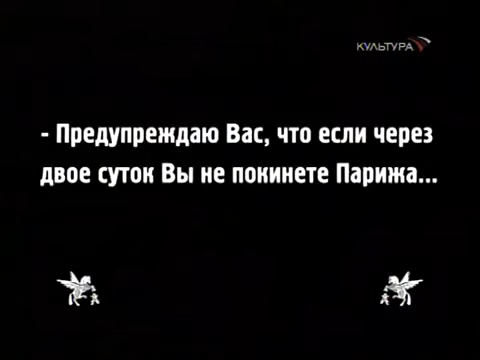 КУЛЬТУРА
- Предупреждаю Вас, что если через
двое суток Вы не покинете Парижа...